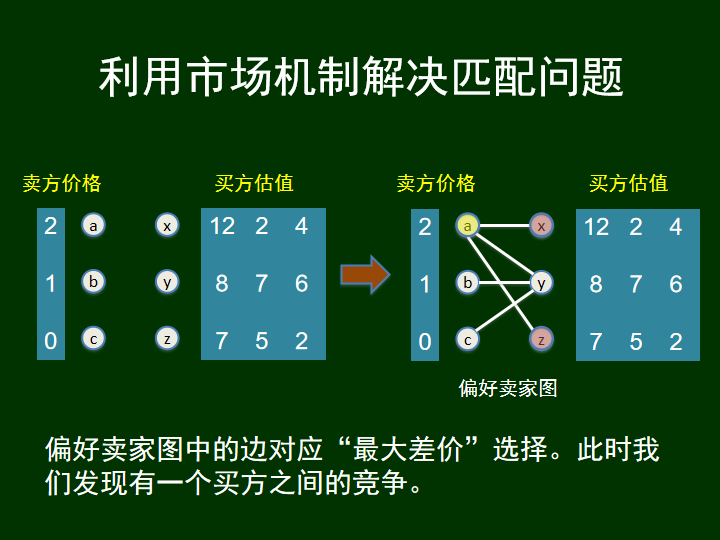 利用市场机制解决匹配问题
卖方价格 买方估值 卖方价格 买方估值
2 a x 12 2 4 2 a x 12 2 4
1 b y 8 7 6 1 b y 8 7 6
0 c z 7 5 2 0 c z 7 5 2
偏好卖家图
偏好卖家图中的边对应“最大差价”选择。此时我
们发现有一个买方之间的竞争。